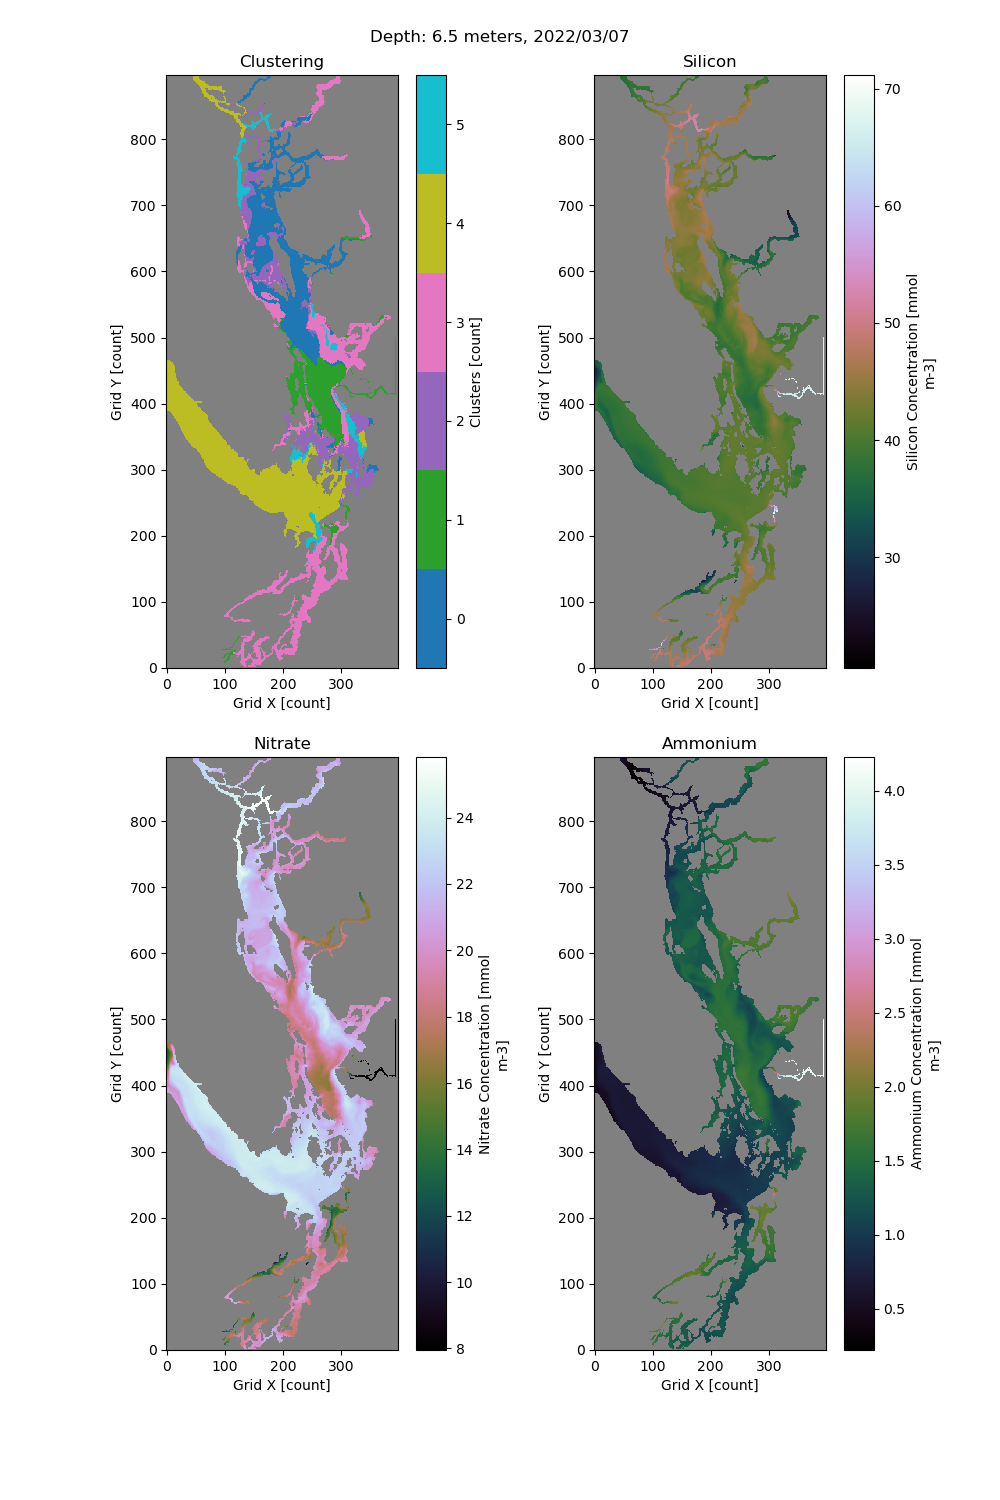 Depth: 6.5 meters, 2022/03/07
Clustering
800
700
600
500
400
300
200
100
0
0 100 200 300
Grid X [count]
Grid Y [count]
5
4
3
2
1
0
Clusters [count]
Silicon
800
700
600
500
400
300
200
100
0
0 100 200 300
Grid X [count]
Grid Y [count]
70
60
50
40
30
Silicon Concentration [mmol
m-3]
Nitrate
800
700
600
500
400
300
200
100
0
0 100 200 300
Grid X [count]
Grid Y [count]
24
22
20
18
16
14
12
10
8
Nitrate Concentration [mmol
m-3]
Ammonium
800
700
600
500
400
300
200
100
0
0 100 200 300
Grid X [count]
Grid Y [count]
4.0
3.5
3.0
2.5
2.0
1.5
1.0
0.5
Ammonium Concentration [mmol
m-3]